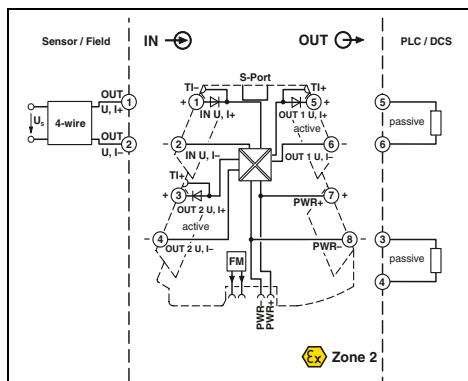 Sensor / Field
IN
OUT
PLC / DCS
S-Port
TI–
TI+
OUT
1
+
1
5
+
5
U, I+
IN U, I+
OUT 1 U, I+
active
passive
4-wire
Us
OUT
2
–
2
6
–
6
U, I–
IN U, I–
OUT 1 U, I–
TI+
+
3
7
+
OUT 2 U, I+
PWR+
active
–
4
8
–
3
OUT 2 U, I–
PWR–
passive
4
FM
PWR–
PWR+
Ex Zone 2